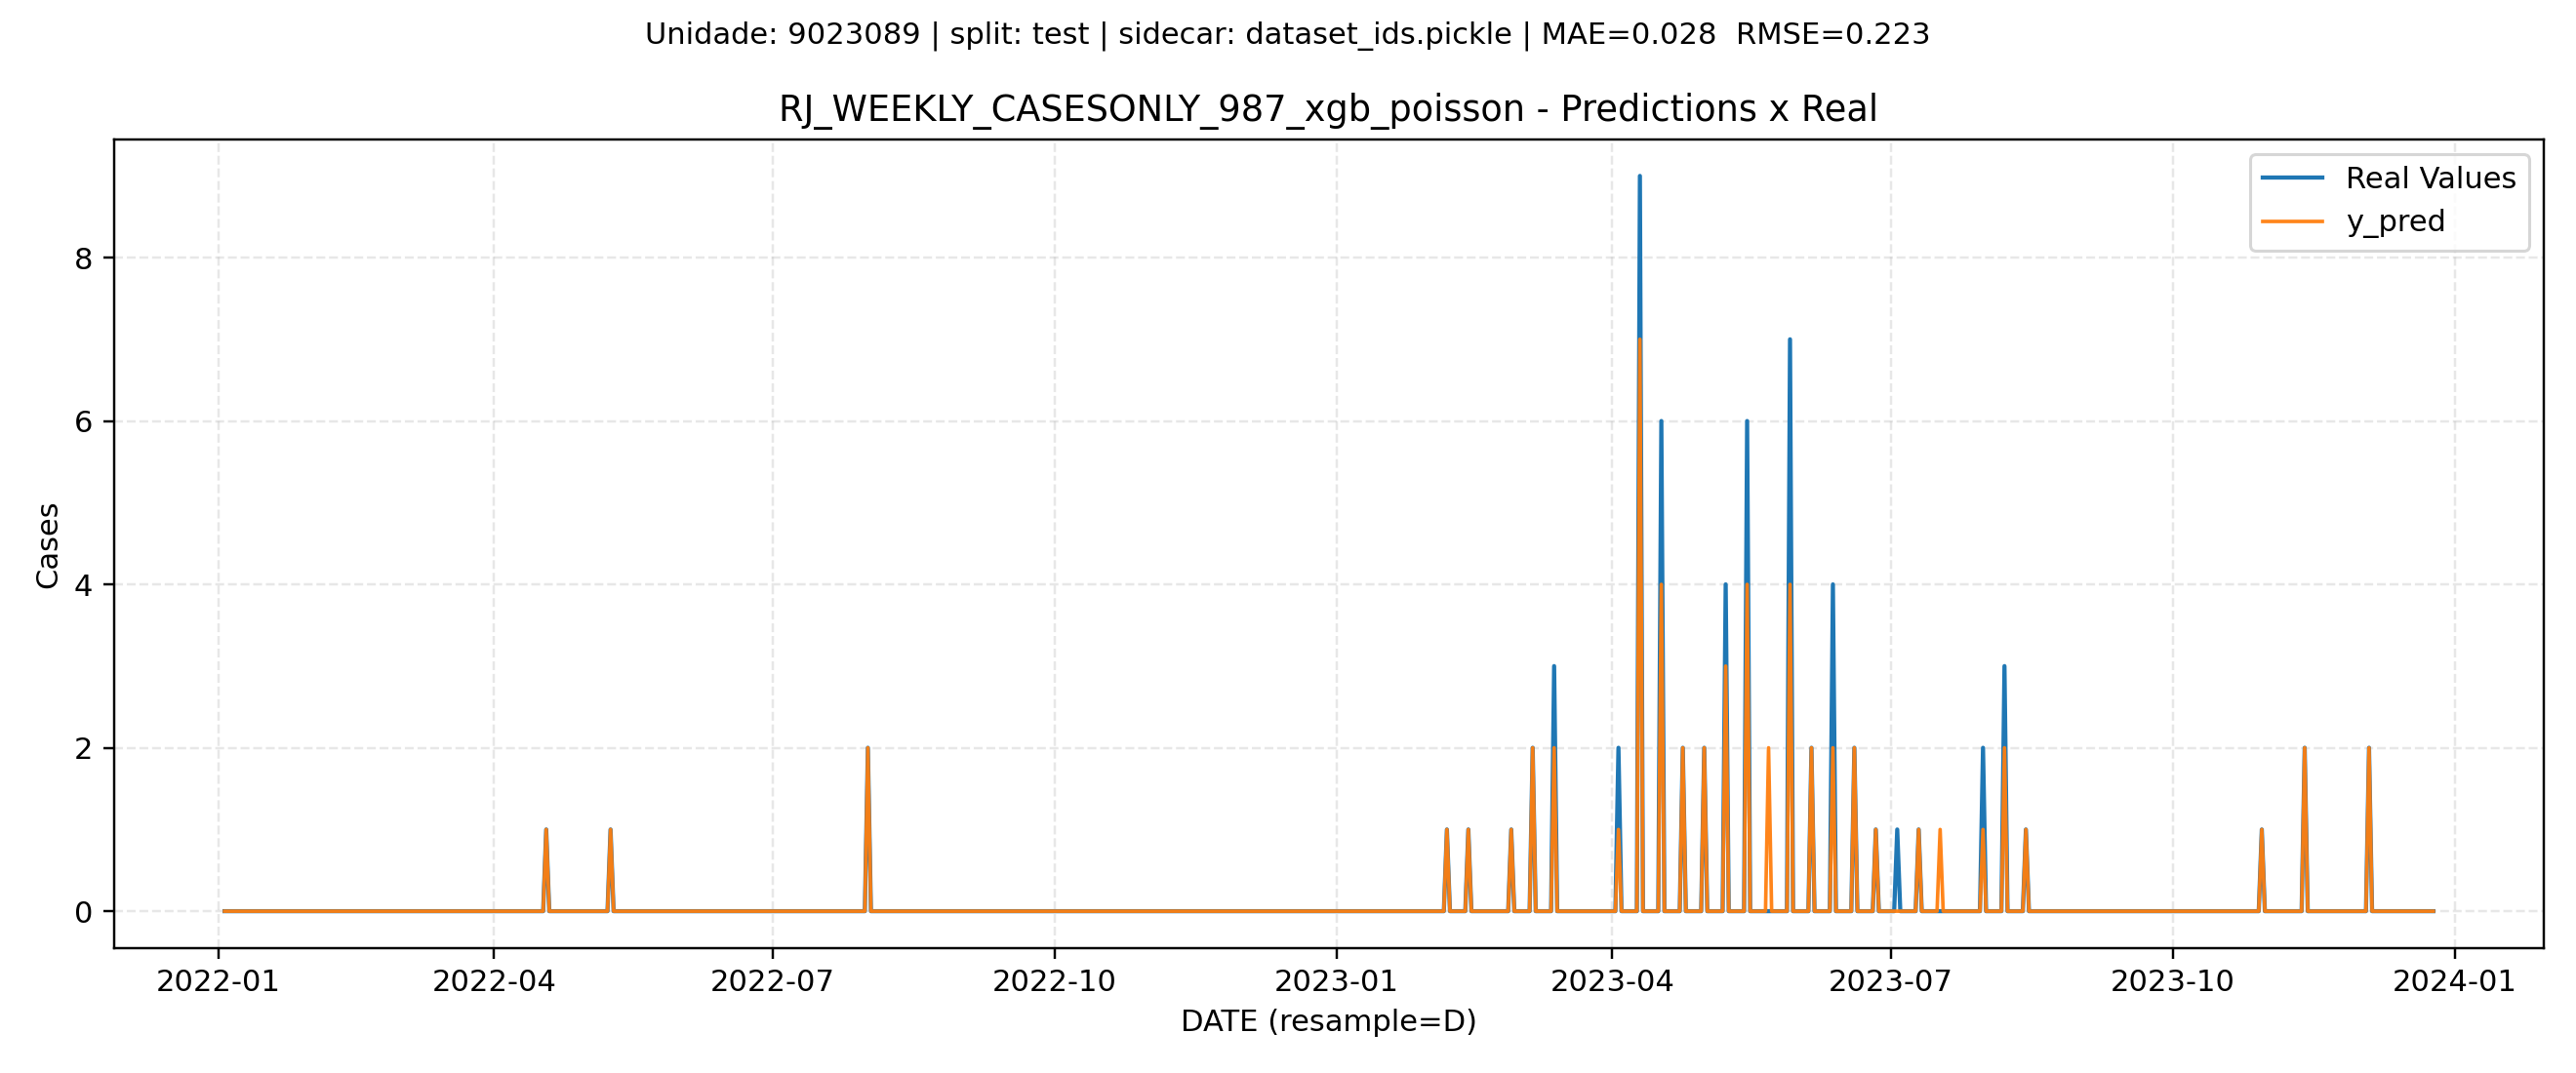 Unidade: 9023089 | split: test | sidecar: dataset_ids.pickle | MAE=0.028  RMSE=0.223
RJ_WEEKLY_CASESONLY_987_xgb_poisson - Predictions x Real
Real Values
y_pred
8
6
4
2
0
Cases
2022-01
2022-04
2022-07
2022-10
2023-01
2023-04
2023-07
2023-10
2024-01
DATE (resample=D)